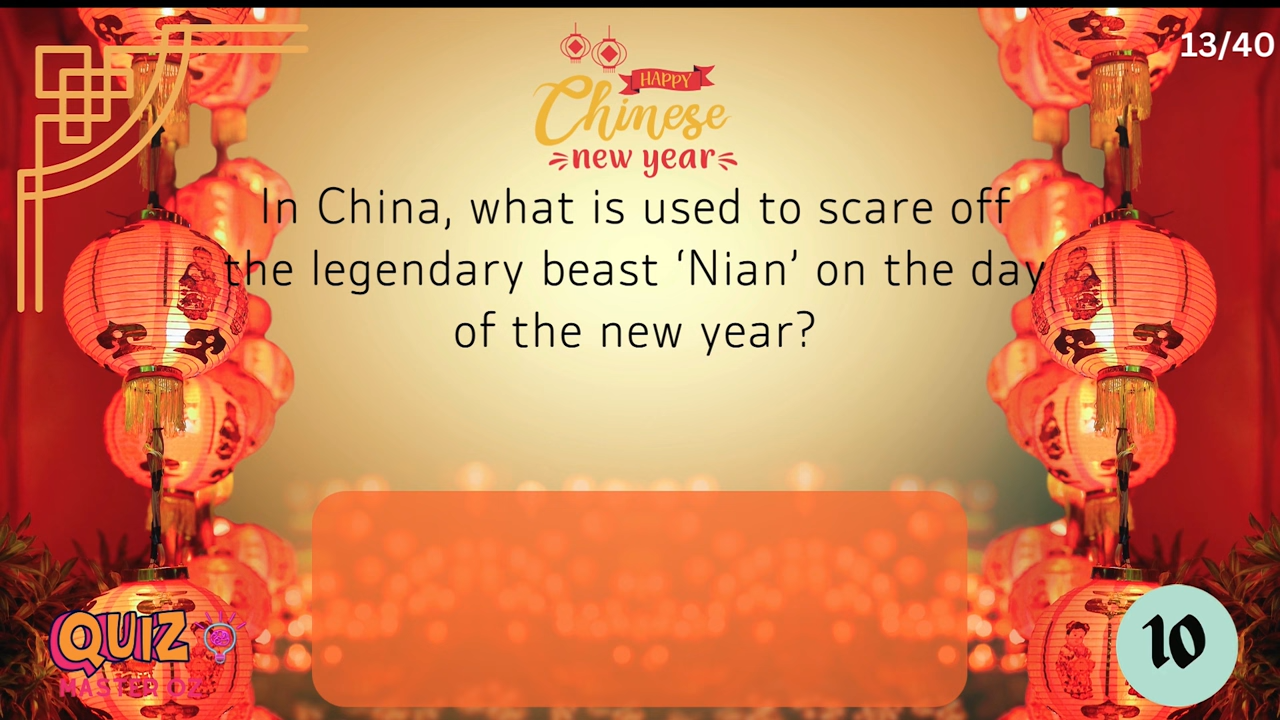 13/40
HAPPY
Chinese
new year
In China, what is used to scare off
the legendary beast ‘Nian’ on the day
of the new year?
QUIZ
MASTER OZ
10